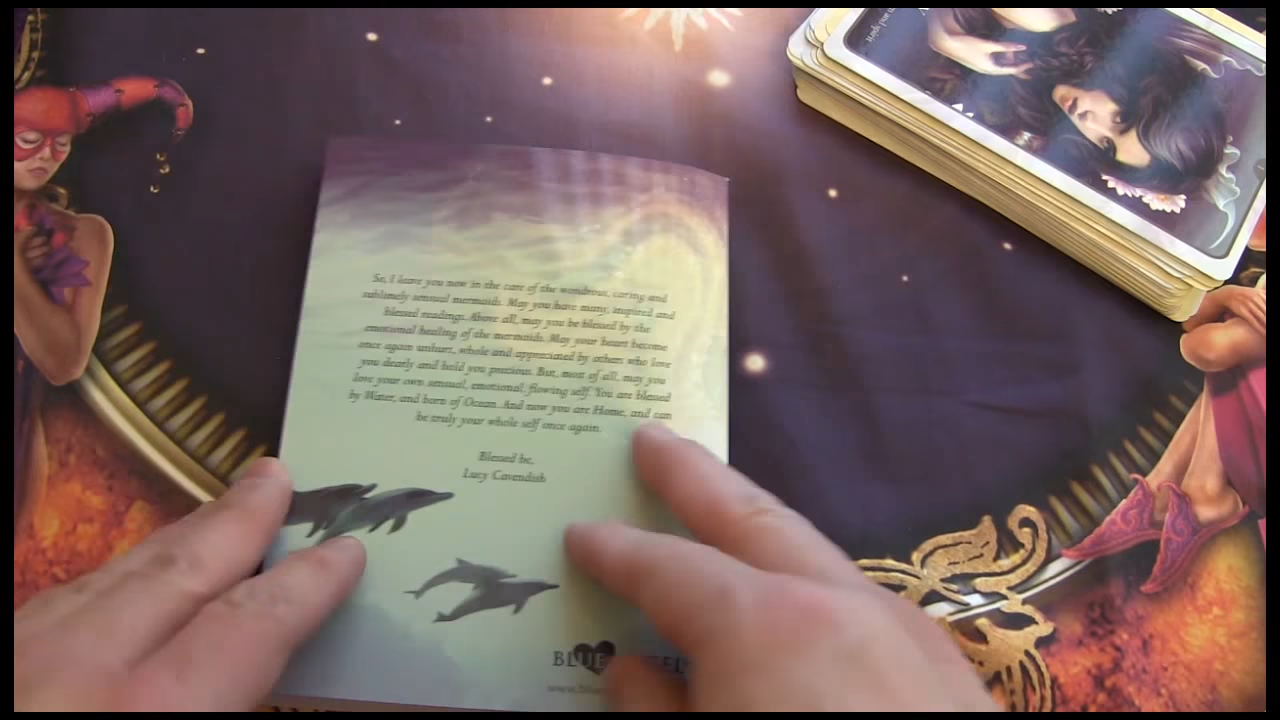 So, I leave you now in the care of the wondrous, caring and
sublimely sensual mermaids. May you have many, inspired and
blessed readings. Above all, may you be blessed by the
emotional healing of the mermaids. May your heart become
once again unhurt, whole and appreciated by others who love
you dearly and hold you precious. But, most of all, may you
love your own sensual, emotional, flowing self. You are blessed
by Water, and born of Ocean. And now you are Home, and can
be truly your whole self once again.
Blessed be,
Lucy Cavendish
BLUE
and spirit